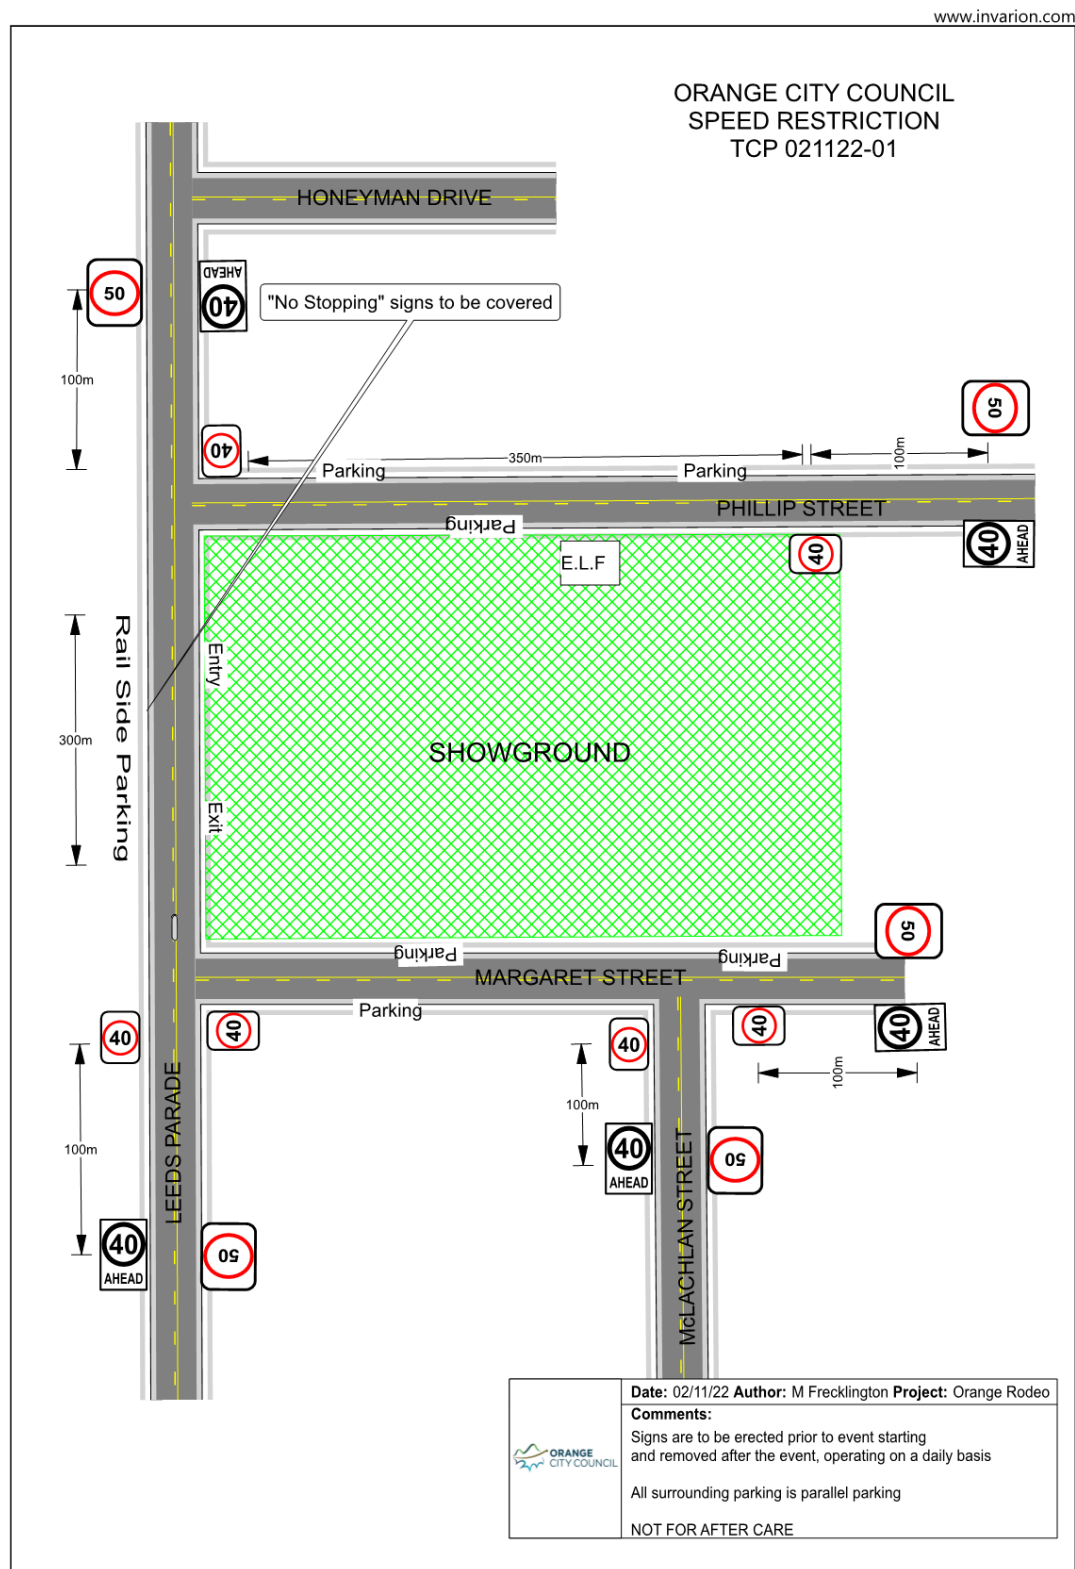 www.invarion.com
ORANGE CITY COUNCIL
SPEED RESTRICTION
TCP 021122-01
HONEYMAN DRIVE
50
AHEAD
40
"No Stopping" signs to be covered
100m
50
40
350m
100m
Parking
Parking
PHILLIP STREET
Parking
40
AHEAD
40
E.L.F
Rail Side Parking
Entry
300m
SHOWGROUND
Exit
50
Parking
Parking
MARGARET STREET
Parking
40
40
40
40
40
AHEAD
100m
100m
100m
LEEDS PARADE
40
AHEAD
50
McLACHLAN STREET
40
AHEAD
50
Date: 02/11/22 Author: M Frecklington Project: Orange Rodeo
Comments:
Signs are to be erected prior to event starting
and removed after the event, operating on a daily basis
All surrounding parking is parallel parking
NOT FOR AFTER CARE
ORANGE
CITY COUNCIL